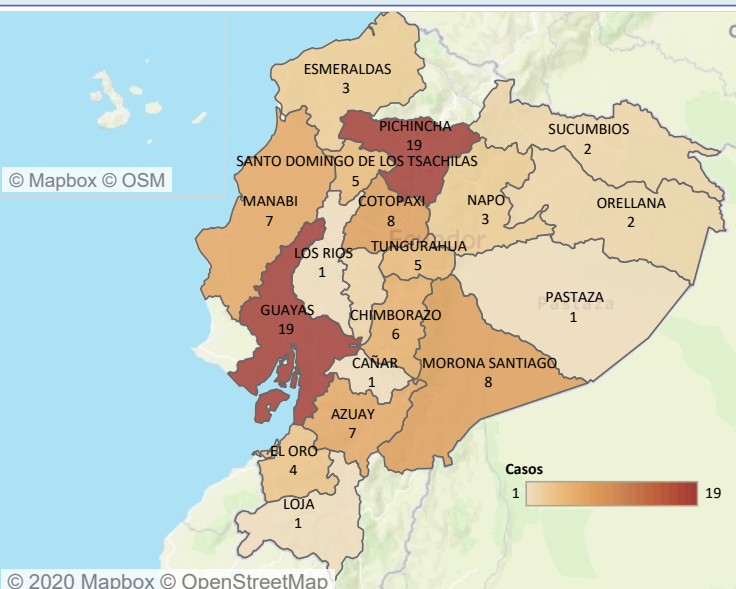 ESMERALDAS
3
PICHINCHA
19
SUCUMBIOS
2
SANTO DOMINGO DE LOS TSACHILAS
5
© Mapbox © OSM
MANABI
7
COTOPAXI
8
NAPO
3
ORELLANA
2
Ecuador
TUNGURAHUA
5
LOS RIOS
1
PASTAZA
1
Pastaza
GUAYAS
19
CHIMBORAZO
6
CAÑAR
1
MORONA SANTIAGO
8
AZUAY
7
EL ORO
4
LOJA
1
Casos
1
19
© 2020 Mapbox © OpenStreetMap